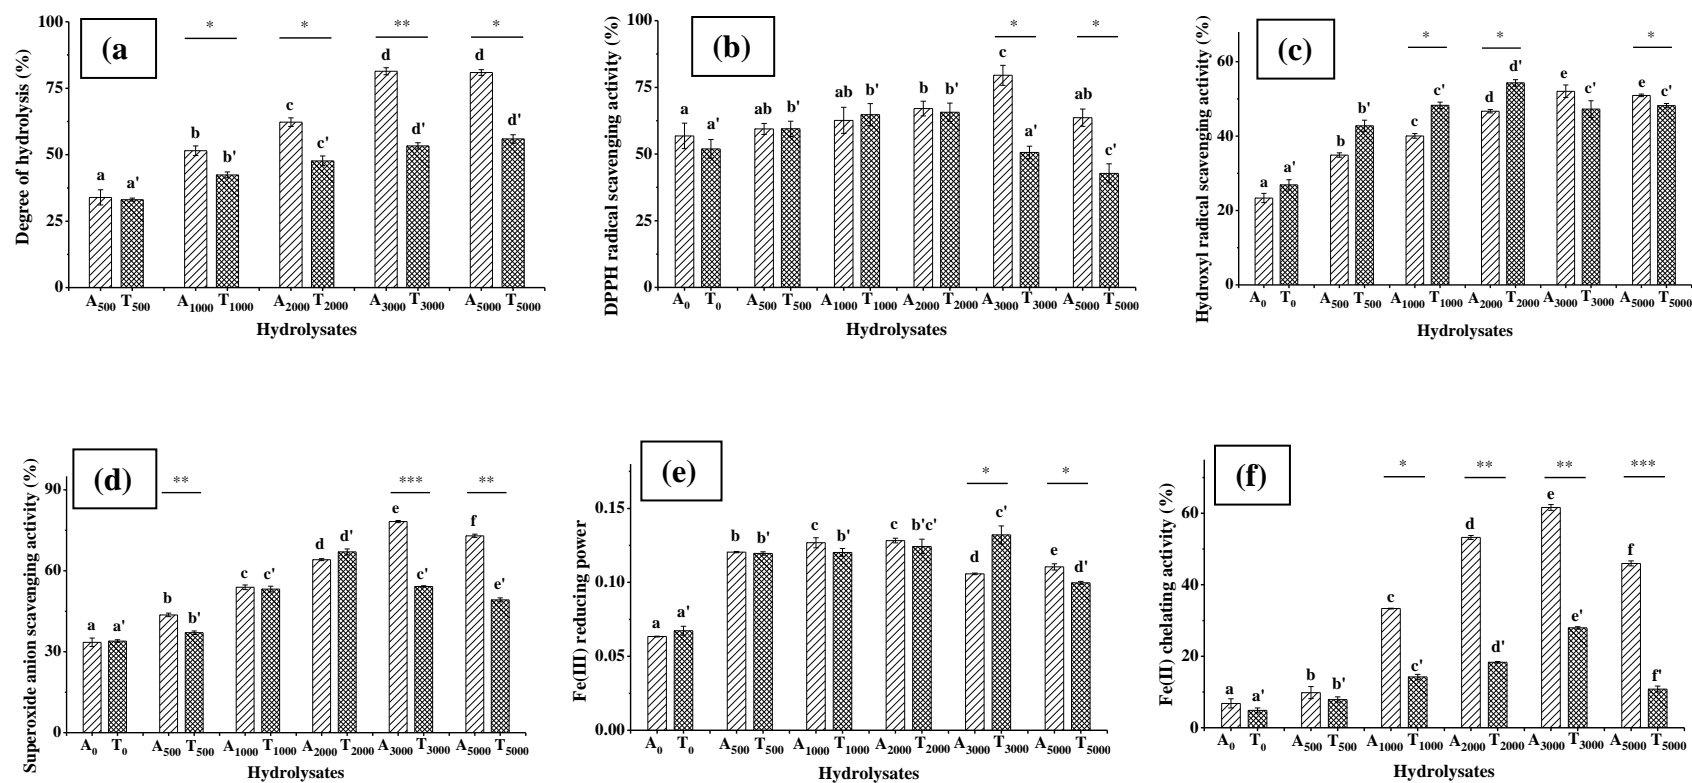 (a
Degree of hydrolysis (%)
100
75
50
25
0
* * ** *
a a' b b' c c' d d' d d'
A500 T500 A1000 T1000 A2000 T2000 A3000 T3000 A5000 T5000
Hydrolysates
(b)
DPPH radical scavenging activity (%)
100
75
50
25
0
* *
a a' ab b' ab b' b b' c a' ab c'
A0 T0 A500 T500 A1000 T1000 A2000 T2000 A3000 T3000 A5000 T5000
Hydrolysates
(c)
Hydroxyl radical scavenging activity (%)
60
40
20
0
* * *
a a' b b' c c' d d' e c' e c'
A0 T0 A500 T500 A1000 T1000 A2000 T2000 A3000 T3000 A5000 T5000
Hydrolysates
(d)
Superoxide anion scavenging activity (%)
90
60
30
0
** *** **
a a' b b' c c' d d' e c' f e'
A0 T0 A500 T500 A1000 T1000 A2000 T2000 A3000 T3000 A5000 T5000
Hydrolysates
(e)
Fe(III) reducing power
0.15
0.10
0.05
0.00
* *
a a' b b' c b' c b'c' d c' e d'
A0 T0 A500 T500 A1000 T1000 A2000 T2000 A3000 T3000 A5000 T5000
Hydrolysates
(f)
Fe(II) chelating activity (%)
60
40
20
0
* ** ** ***
a a' b b' c c' d d' e e' f f'
A0 T0 A500 T500 A1000 T1000 A2000 T2000 A3000 T3000 A5000 T5000
Hydrolysates